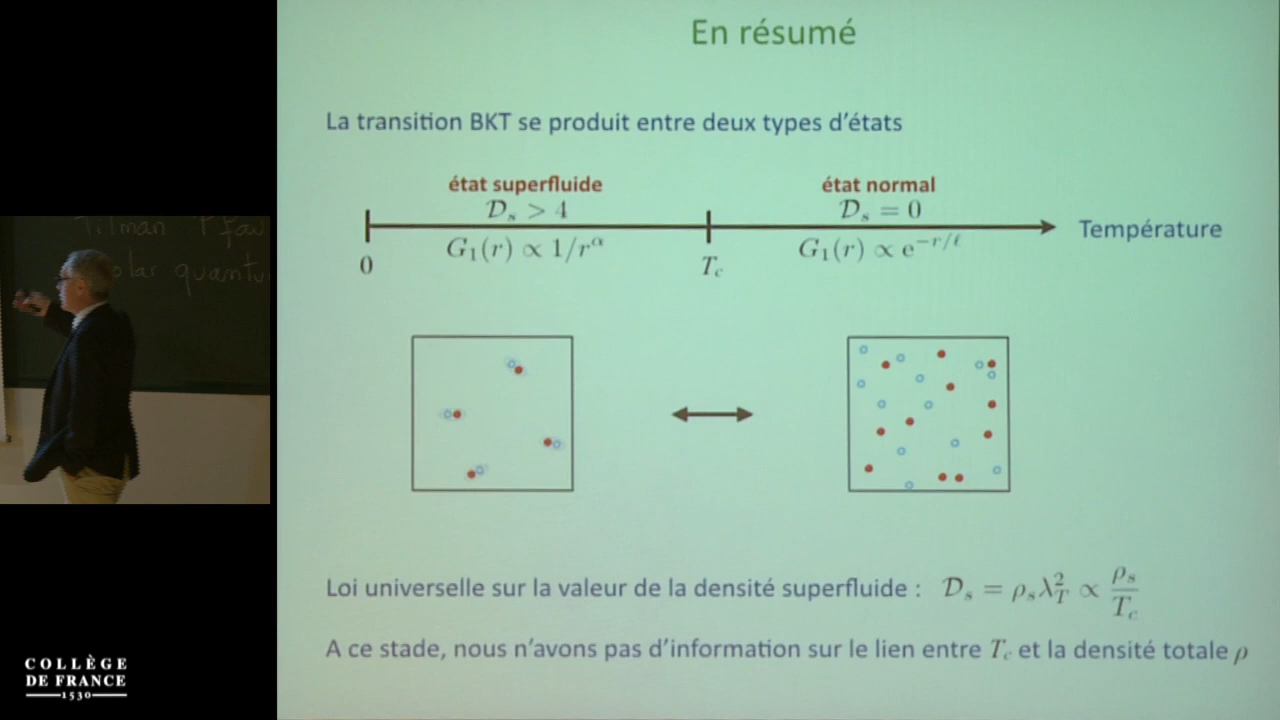 En résumé
La transition BKT se produit entre deux types d'états
état superfluide
état normal
𝒟ₛ > 4
𝒟ₛ = 0
Température
G₁(r) ∝ 1/r^α
G₁(r) ∝ e^{-r/ℓ}
0
T_c
Loi universelle sur la valeur de la densité superfluide : 𝒟ₛ = ρₛλ_T² ∝ ρₛ/T_c
A ce stade, nous n'avons pas d'information sur le lien entre T_c et la densité totale ρ
Tilman
quantu
COLLÈGE
DE FRANCE
1530